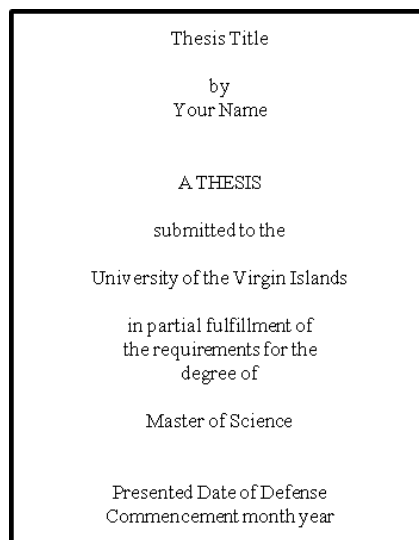 Thesis Title
by
Your Name
A THESIS
submitted to the
University of the Virgin Islands
in partial fulfillment of
the requirements for the
degree of
Master of Science
Presented Date of Defense
Commencement month year